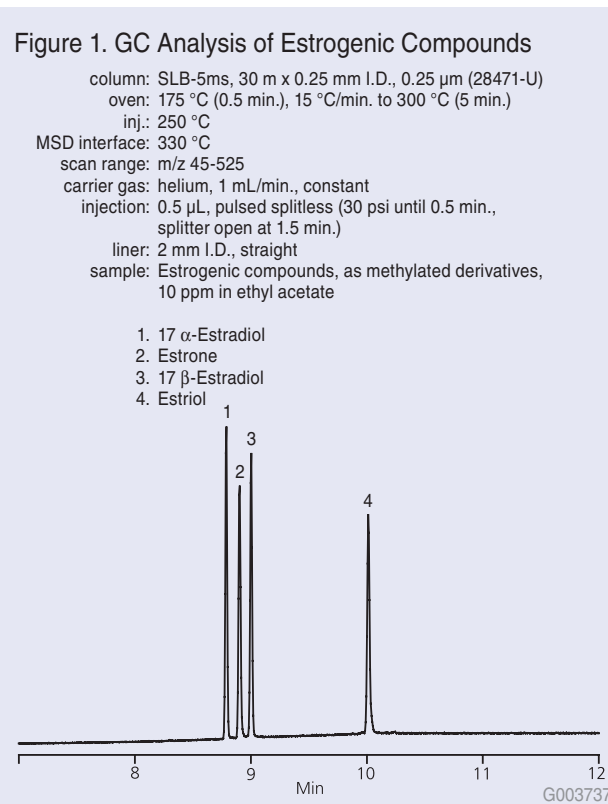 Figure 1. GC Analysis of Estrogenic Compounds
column: SLB-5ms, 30 m x 0.25 mm I.D., 0.25 µm (28471-U)
oven: 175 °C (0.5 min.), 15 °C/min. to 300 °C (5 min.)
inj.: 250 °C
MSD interface: 330 °C
scan range: m/z 45-525
carrier gas: helium, 1 mL/min., constant
injection: 0.5 µL, pulsed splitless (30 psi until 0.5 min.,
splitter open at 1.5 min.)
liner: 2 mm I.D., straight
sample: Estrogenic compounds, as methylated derivatives,
10 ppm in ethyl acetate
1. 17 α-Estradiol
2. Estrone
3. 17 β-Estradiol
4. Estriol
1
3
2
4
8 9 10 11 12
Min
G003737